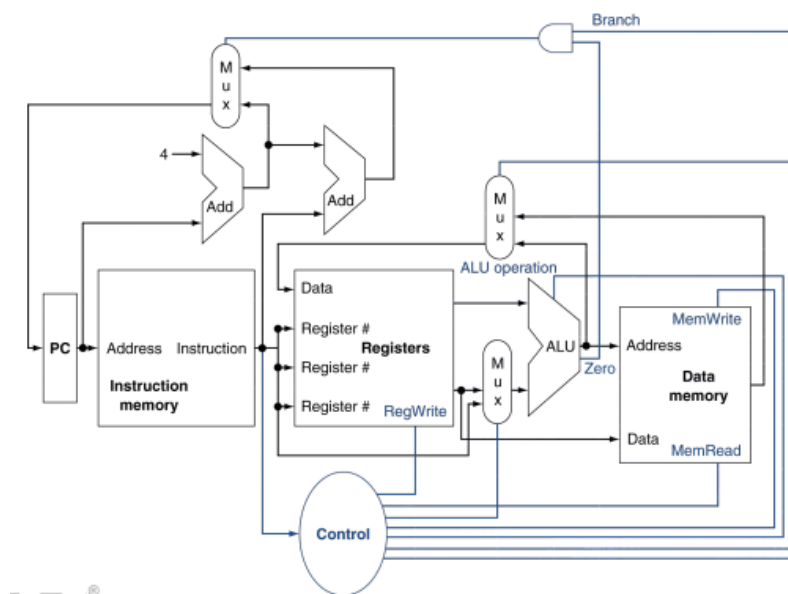 Branch
M
u
x
4
Add
Add
M
u
x
ALU operation
Data
PC
Address
Instruction
Instruction
memory
Register #
Registers
Register #
Register #
RegWrite
M
u
x
ALU
Zero
MemWrite
Address
Data
memory
Data
MemRead
Control
®